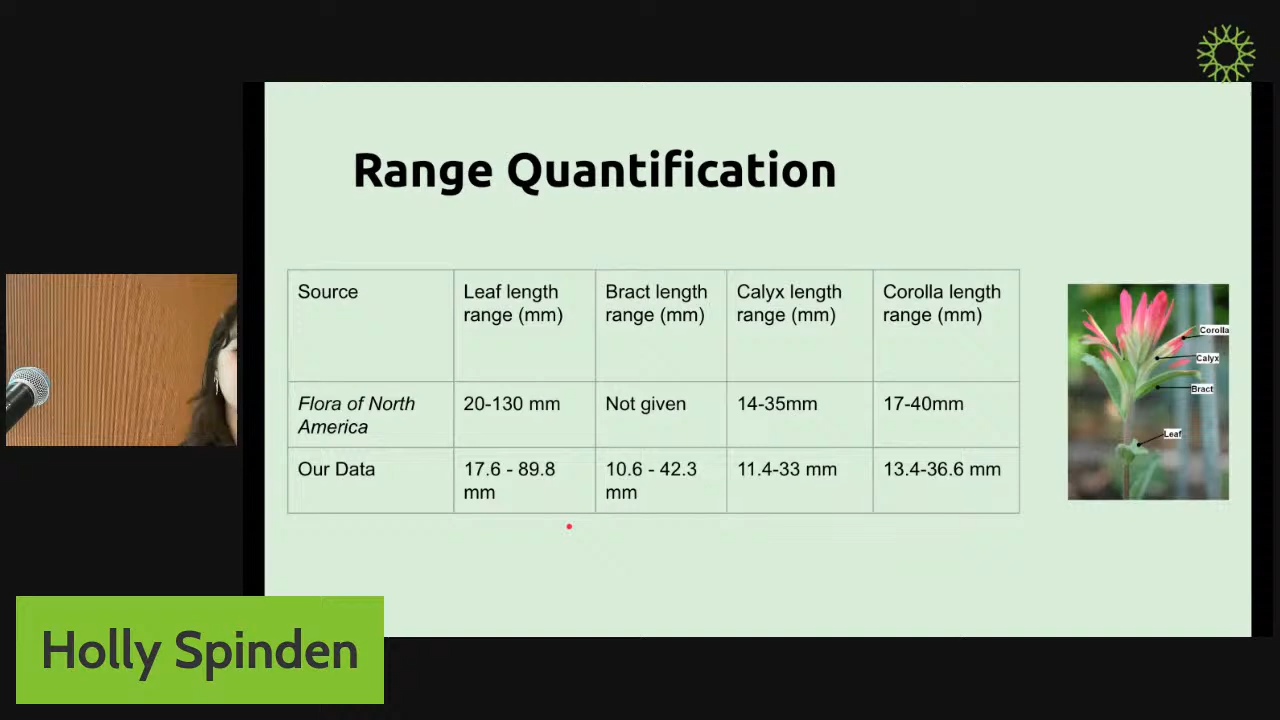 Range Quantification
Source
Leaf length
range (mm)
Bract length
range (mm)
Calyx length
range (mm)
Corolla length
range (mm)
Flora of North
America
20-130 mm
Not given
14-35mm
17-40mm
Our Data
17.6 - 89.8
mm
10.6 - 42.3
mm
11.4-33 mm
13.4-36.6 mm
Corolla
Calyx
Bract
Leaf
Holly Spinden